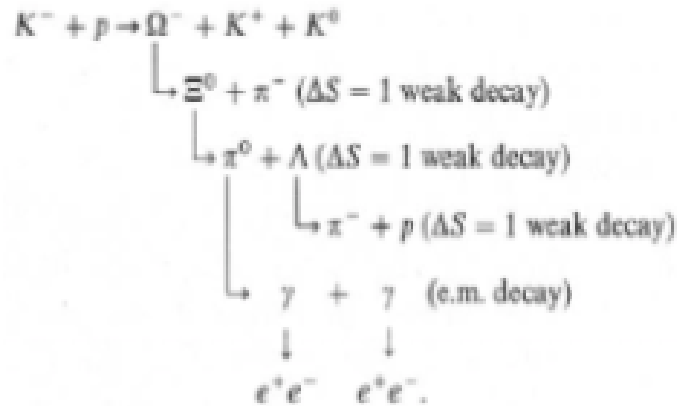 K⁻ + p → Ω⁻ + K⁺ + K⁰
Ξ⁰ + π⁻ (ΔS = 1 weak decay)
π⁰ + Λ (ΔS = 1 weak decay)
π⁻ + p (ΔS = 1 weak decay)
γ + γ (e.m. decay)
↓ ↓
e⁺e⁻ e⁺e⁻.